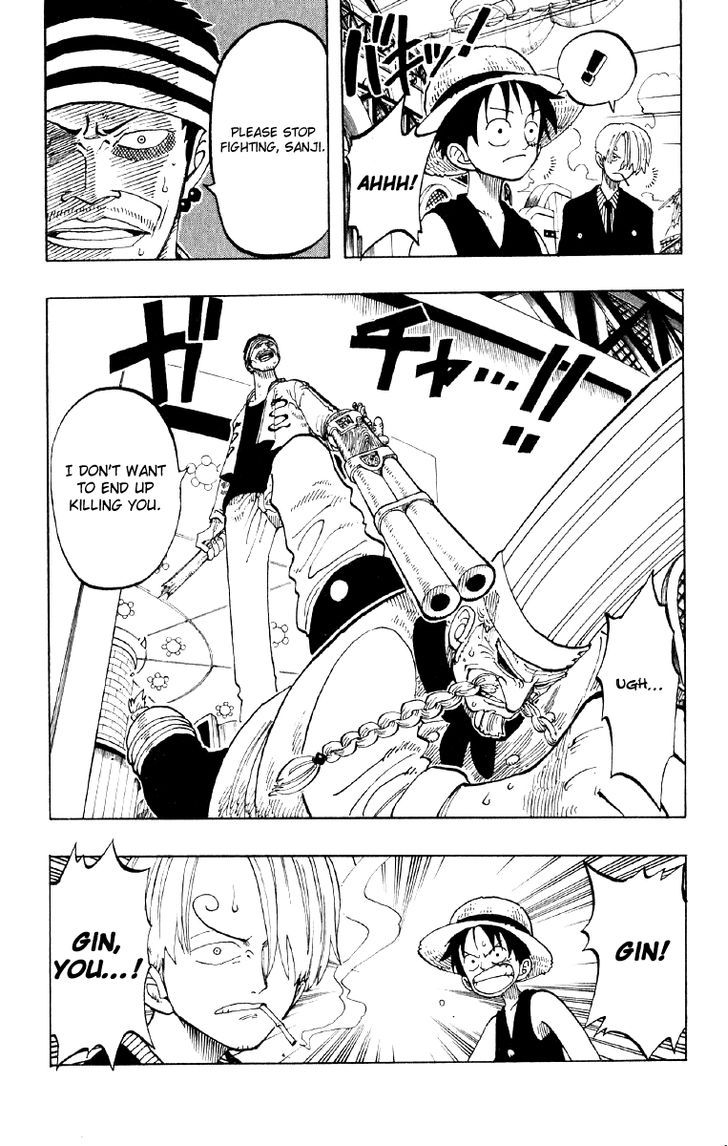 バキッ!!
!
AHHH!
PLEASE STOP
FIGHTING, SANJI.
ガ
チャ…!!
I DON'T WANT
TO END UP
KILLING YOU.
UGH...
GIN!
GIN,
YOU...!